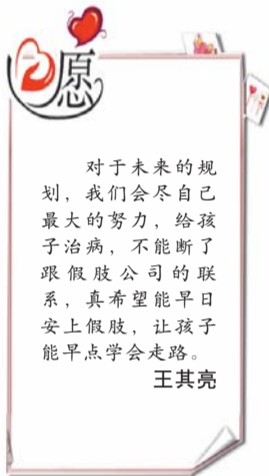 心愿
对于未来的规
划，我们会尽自己
最大的努力，给孩
子治病，不能断了
跟假肢公司的联
系，真希望能早日
安上假肢，让孩子
能早点学会走路。
王其亮